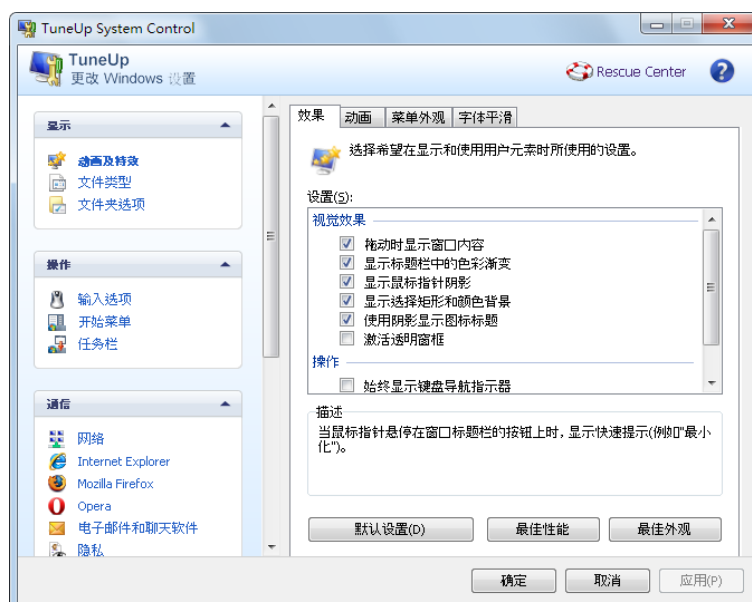 TuneUp System Control
TuneUp
更改 Windows 设置
Rescue Center
显示
动画及特效
文件类型
文件夹选项
操作
输入选项
开始菜单
任务栏
通信
网络
Internet Explorer
Mozilla Firefox
Opera
电子邮件和聊天软件
隐私
效果
动画
菜单外观
字体平滑
选择希望在显示和使用用户元素时所使用的设置。
设置(S):
视觉效果
拖动时显示窗口内容
显示标题栏中的色彩渐变
显示鼠标指针阴影
显示选择矩形和颜色背景
使用阴影显示图标标题
激活透明窗框
操作
始终显示键盘导航指示器
描述
当鼠标指针悬停在窗口标题栏的按钮上时，显示快速提示(例如"最小
化")。
默认设置(D)
最佳性能
最佳外观
确定
取消
应用(P)